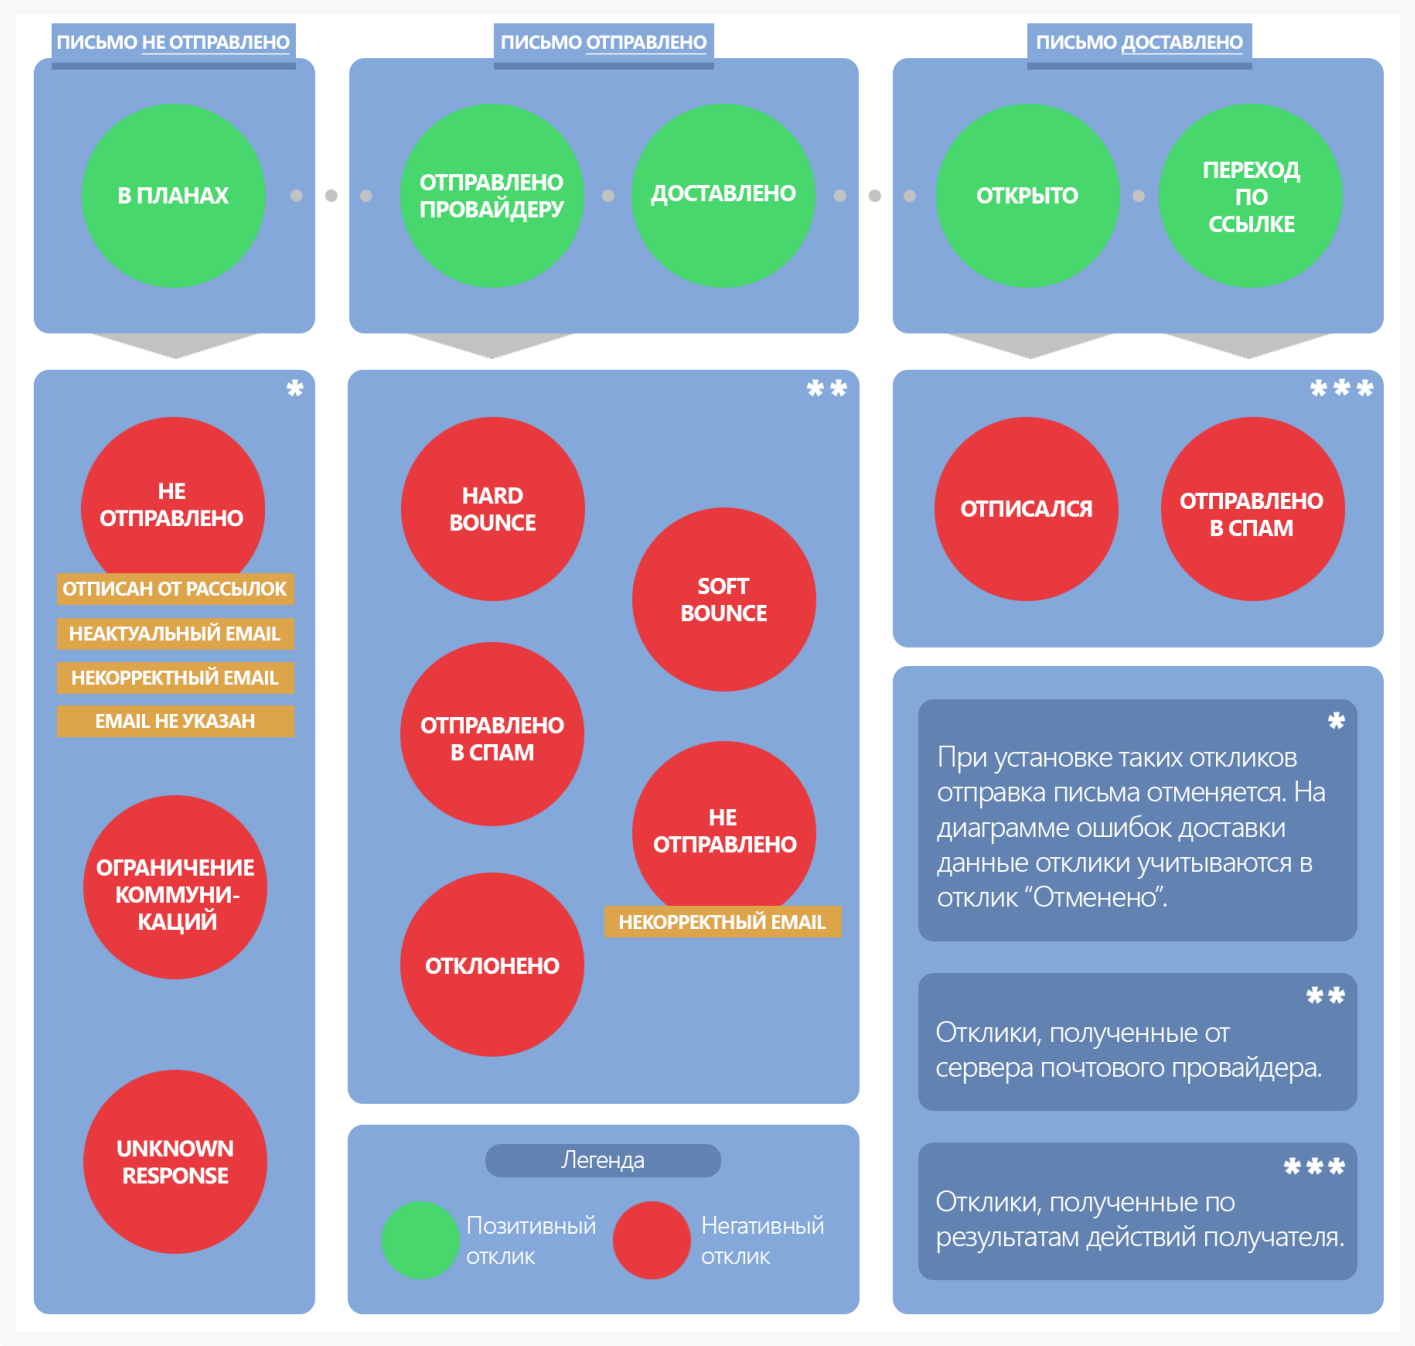 ПИСЬМО НЕ ОТПРАВЛЕНО
В ПЛАНАХ
ПИСЬМО ОТПРАВЛЕНО
ОТПРАВЛЕНО
ПРОВАЙДЕРУ
ДОСТАВЛЕНО
ПИСЬМО ДОСТАВЛЕНО
ОТКРЫТО
ПЕРЕХОД
ПО
ССЫЛКЕ
*
НЕ
ОТПРАВЛЕНО
ОТПИСАН ОТ РАССЫЛОК
НЕАКТУАЛЬНЫЙ EMAIL
НЕКОРРЕКТНЫЙ EMAIL
EMAIL НЕ УКАЗАН
ОГРАНИЧЕНИЕ
КОММУНИ-
КАЦИЙ
UNKNOWN
RESPONSE
**
HARD
BOUNCE
SOFT
BOUNCE
ОТПРАВЛЕНО
В СПАМ
НЕ
ОТПРАВЛЕНО
НЕКОРРЕКТНЫЙ EMAIL
ОТКЛОНЕНО
***
ОТПИСАЛСЯ
ОТПРАВЛЕНО
В СПАМ
*
При установке таких откликов
отправка письма отменяется. На
диаграмме ошибок доставки
данные отклики учитываются в
отклик “Отменено”.
**
Отклики, полученные от
сервера почтового провайдера.
***
Отклики, полученные по
результатам действий получателя.
Легенда
Позитивный
отклик
Негативный
отклик